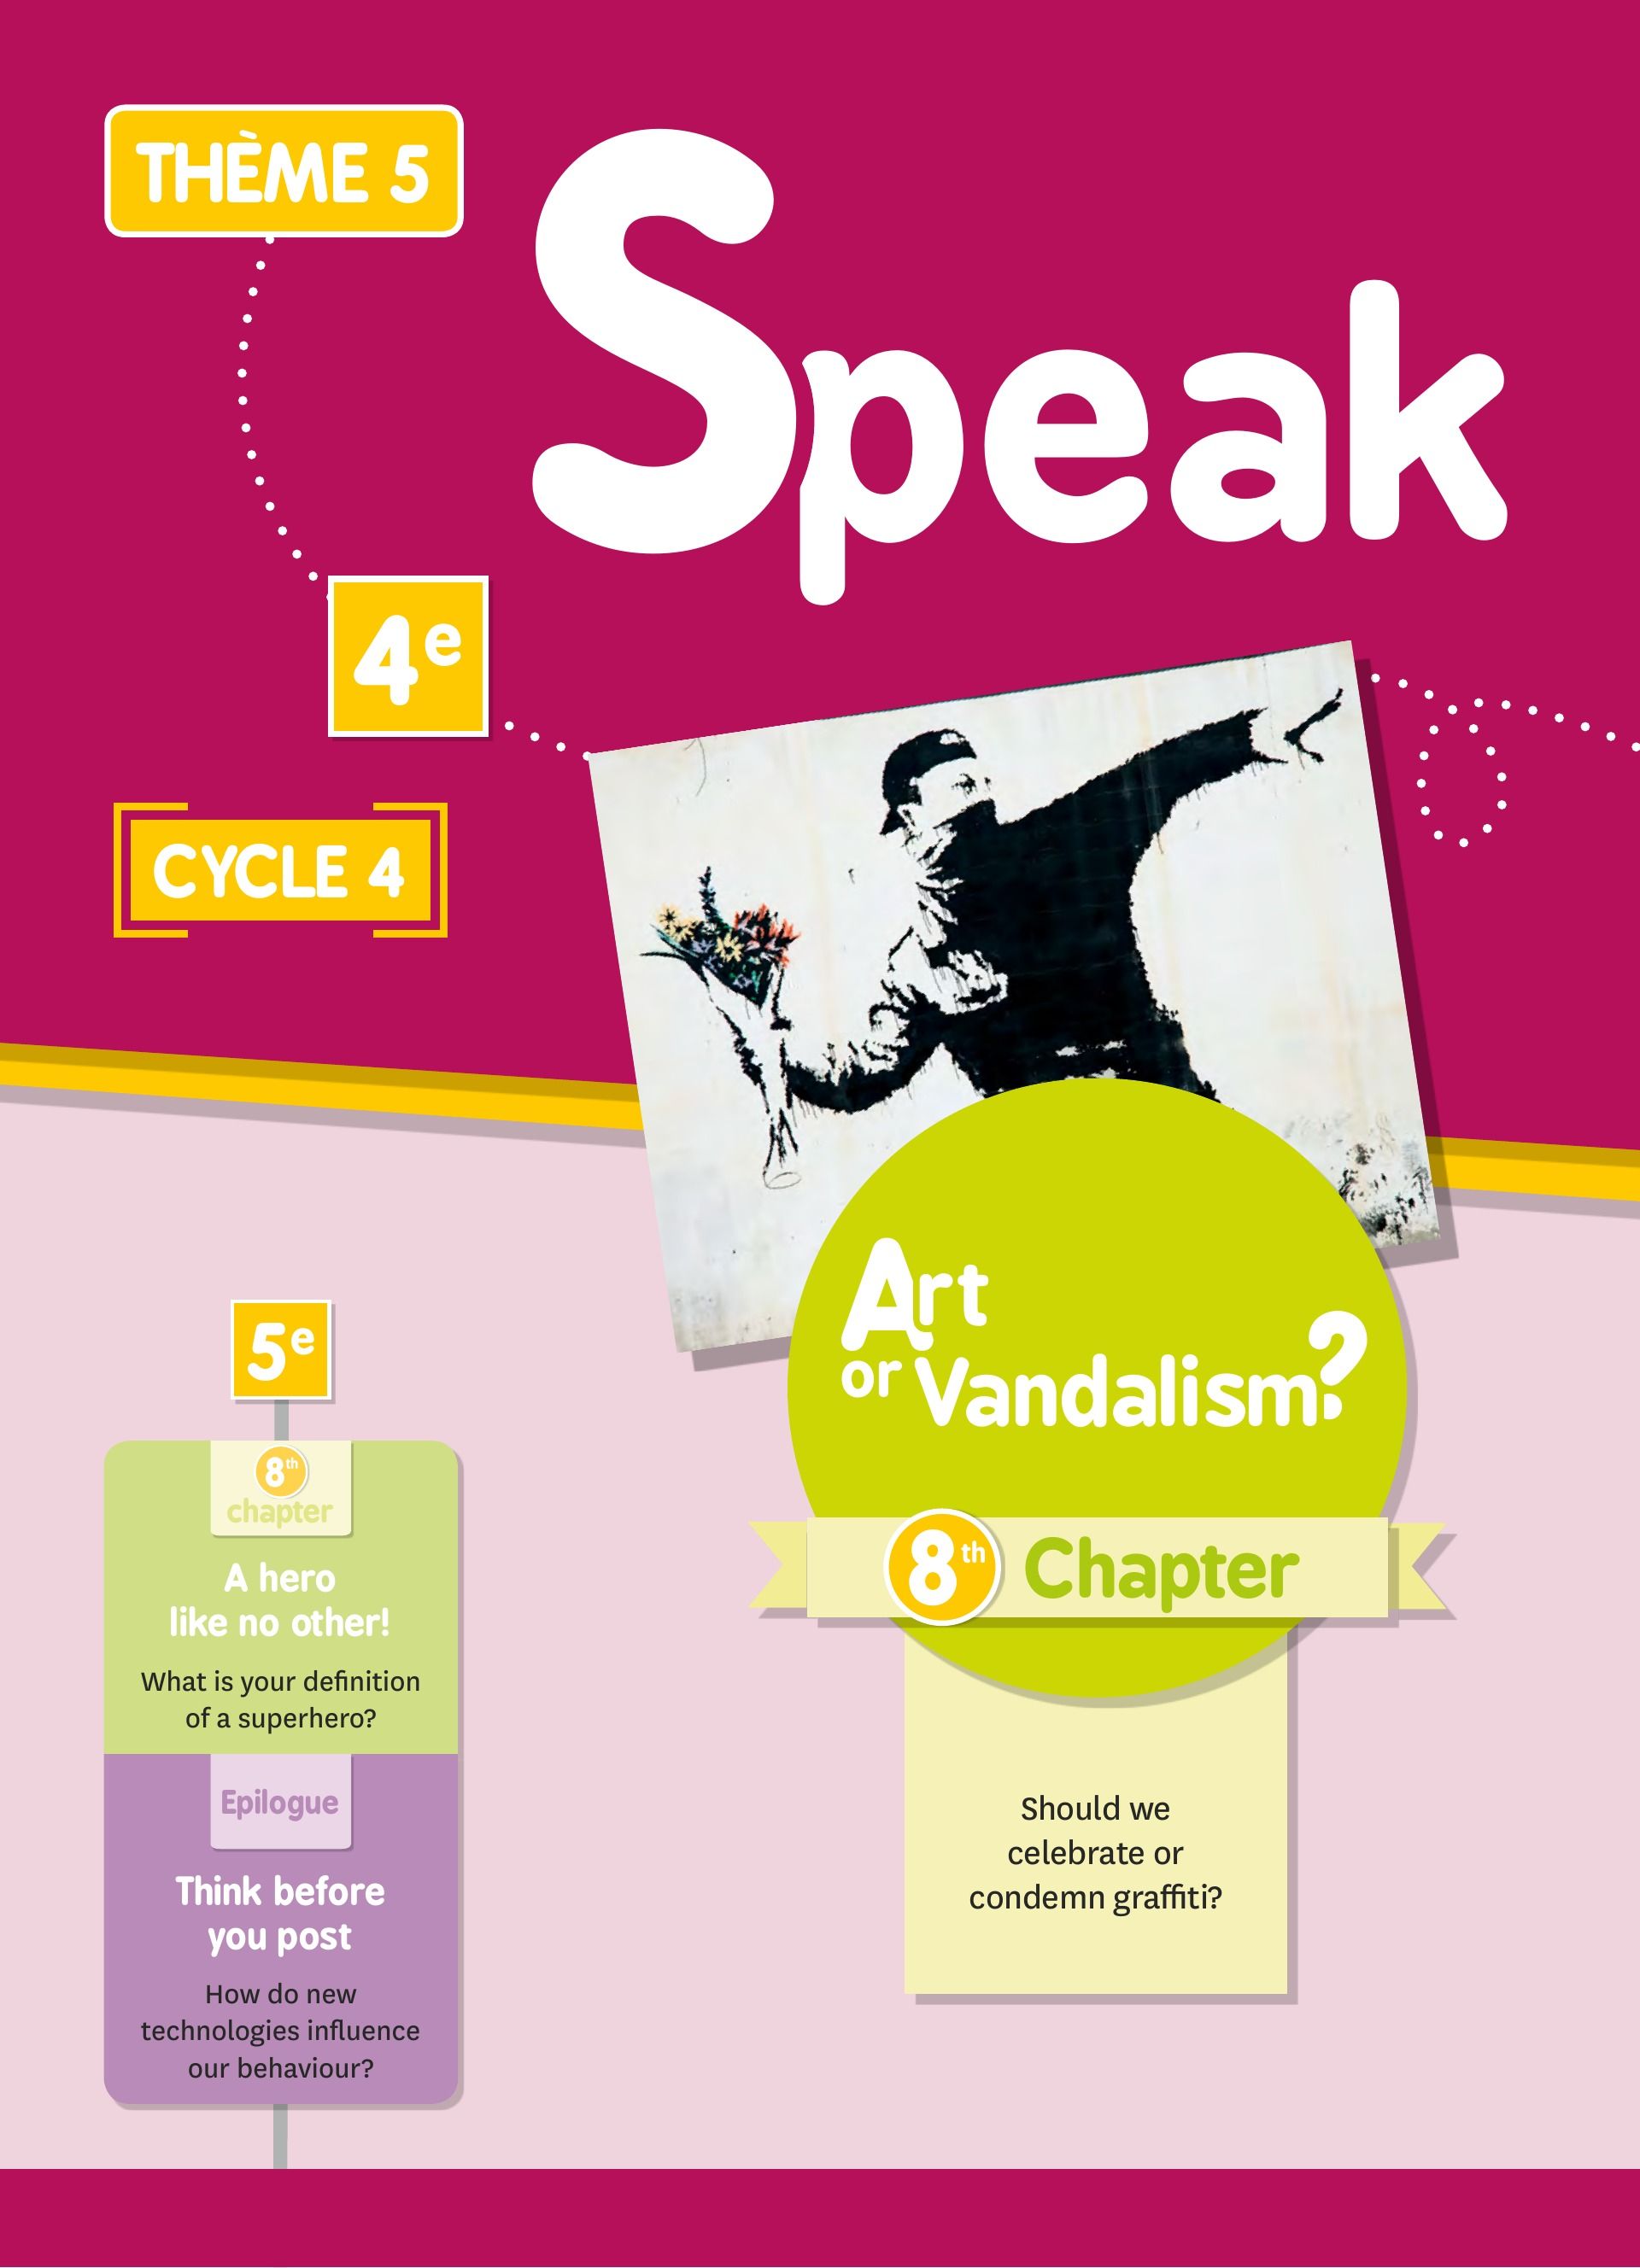 THÈME 5
Speak
4e
CYCLE 4
Art
or Vandalism?
8th Chapter
Should we
celebrate or
condemn graffiti?
5e
8th
chapter
A hero
like no other!
What is your definition
of a superhero?
Epilogue
Think before
you post
How do new
technologies influence
our behaviour?